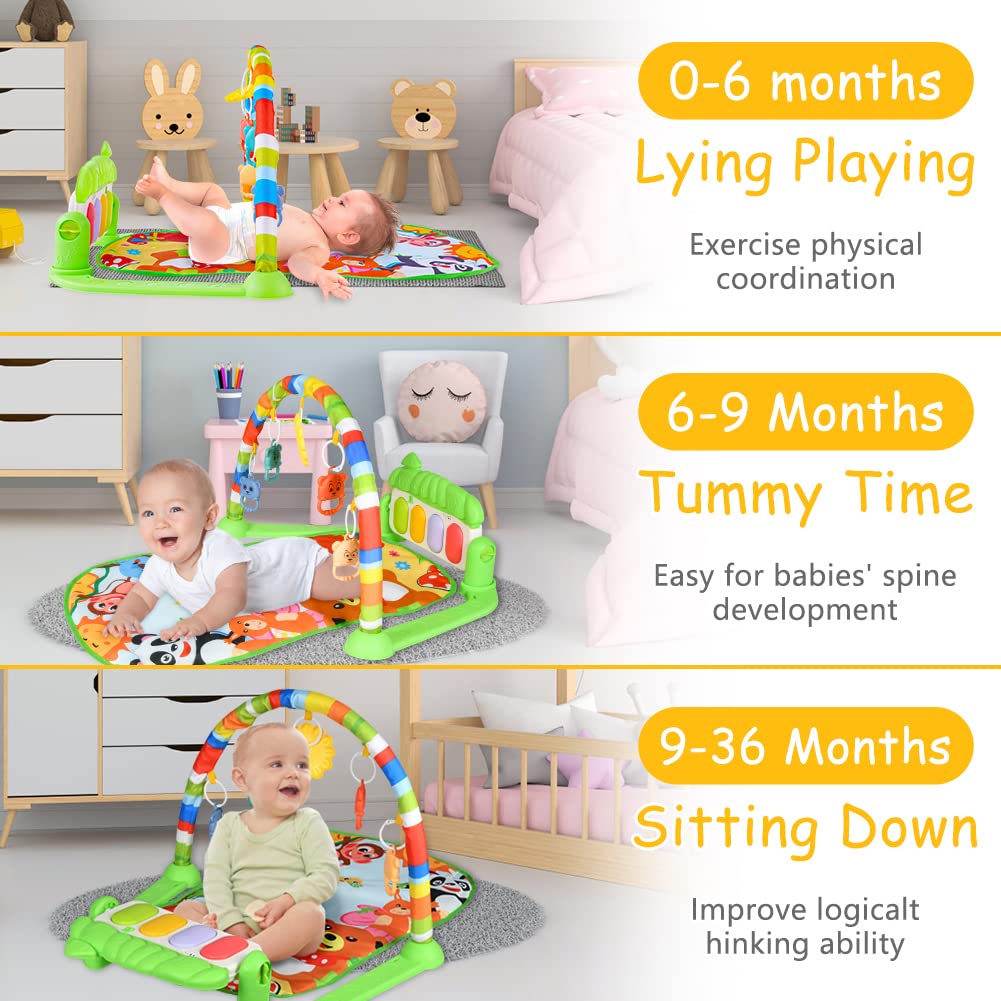 0-6 months
Lying Playing
Exercise physical
coordination
6-9 Months
Tummy Time
Easy for babies' spine
development
9-36 Months
Sitting Down
Improve logicalt
hinking ability